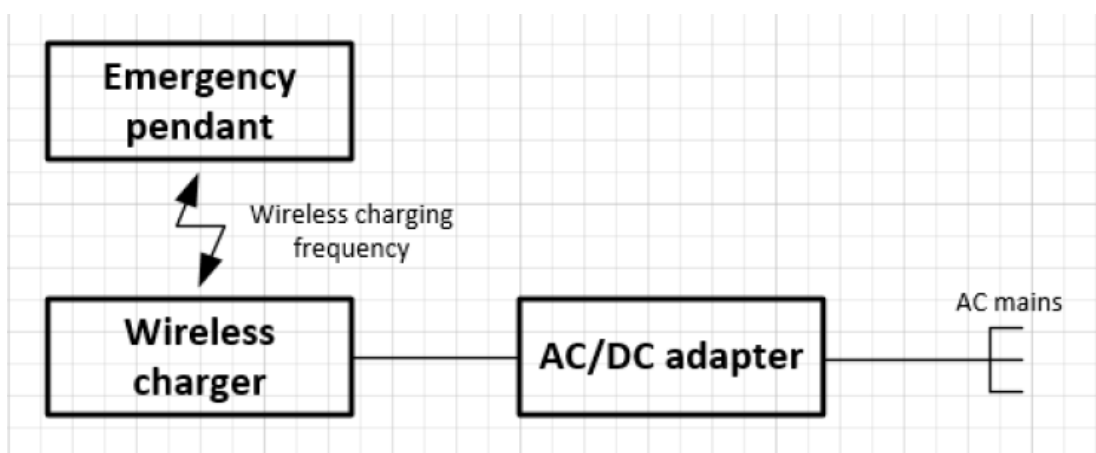 Emergency
pendant
Wireless charging
frequency
Wireless
charger
AC/DC adapter
AC mains